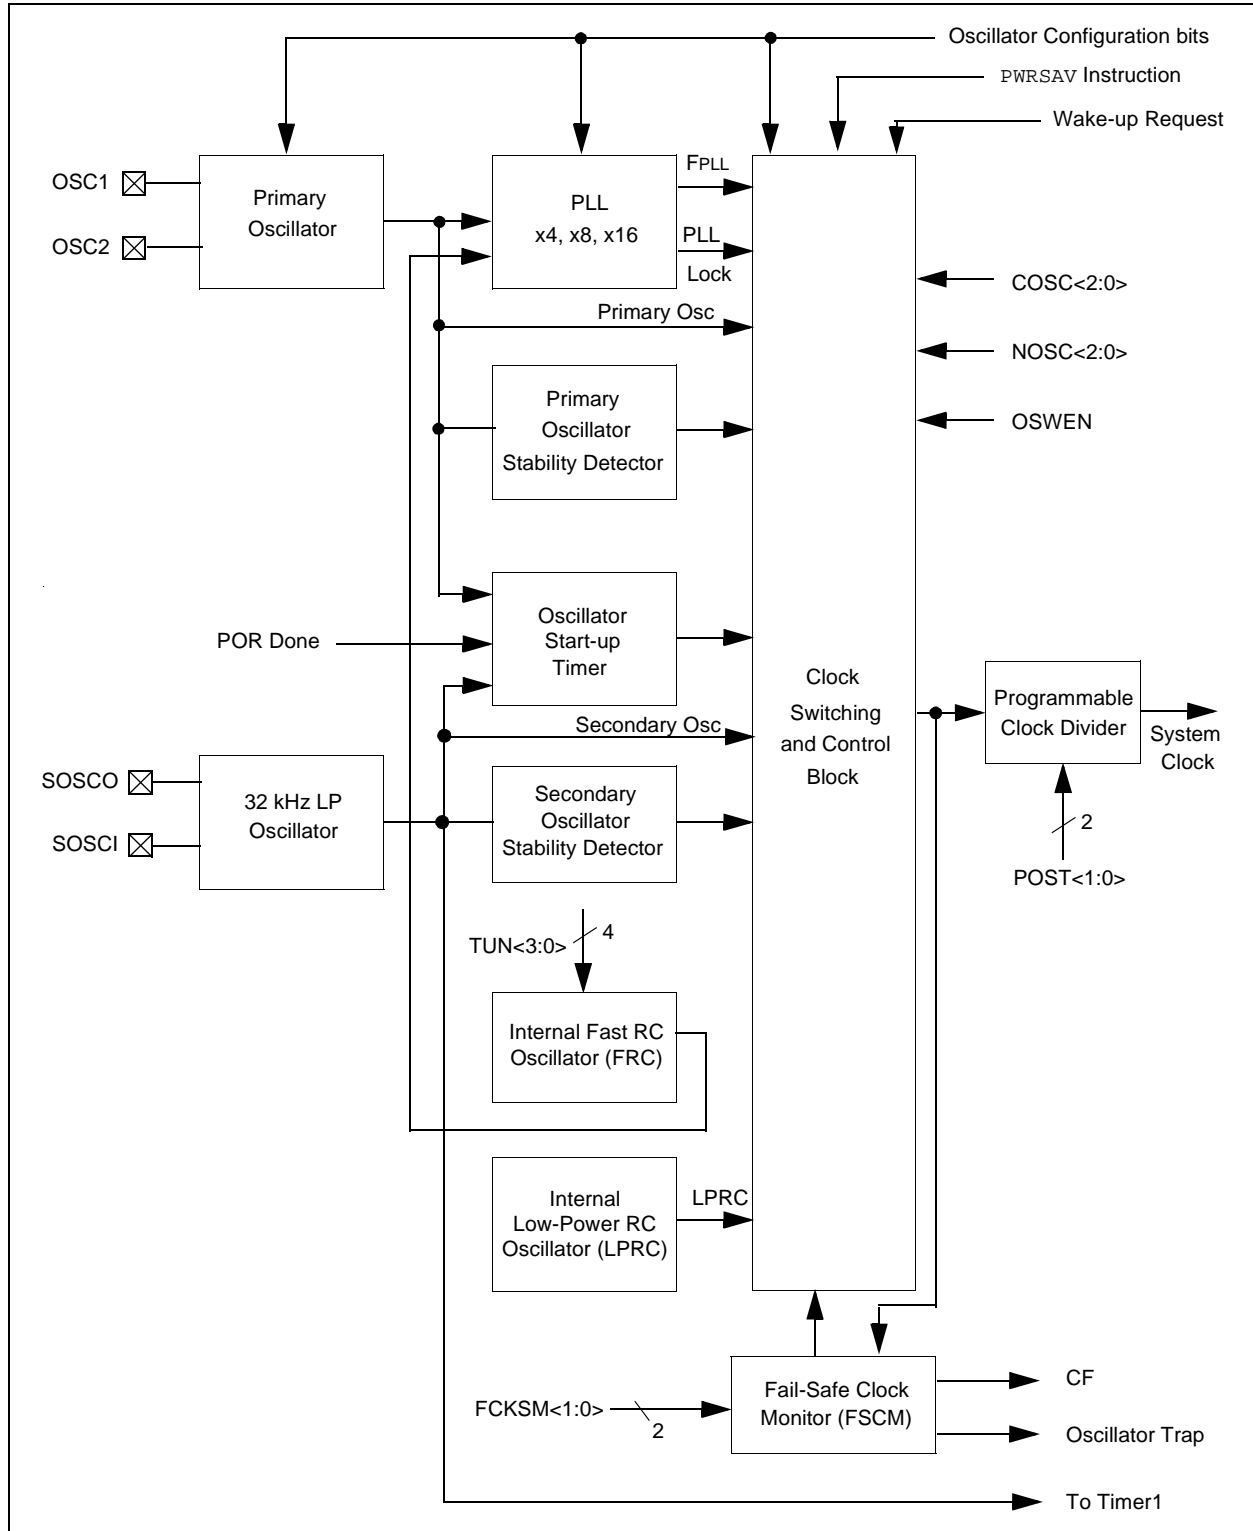 Oscillator Configuration bits
PWRSAV Instruction
Wake-up Request
OSC1
OSC2
Primary
Oscillator
PLL
x4, x8, x16
FPLL
PLL
Lock
COSC<2:0>
Primary Osc
NOSC<2:0>
Primary
Oscillator
Stability Detector
OSWEN
POR Done
Oscillator
Start-up
Timer
Clock
Switching
and Control
Block
Programmable
Clock Divider
System
Clock
Secondary Osc
SOSCO
SOSCI
32 kHz LP
Oscillator
Secondary
Oscillator
Stability Detector
2
POST<1:0>
TUN<3:0>
4
Internal Fast RC
Oscillator (FRC)
Internal
Low-Power RC
Oscillator (LPRC)
LPRC
FCKSM<1:0>
2
Fail-Safe Clock
Monitor (FSCM)
CF
Oscillator Trap
To Timer1